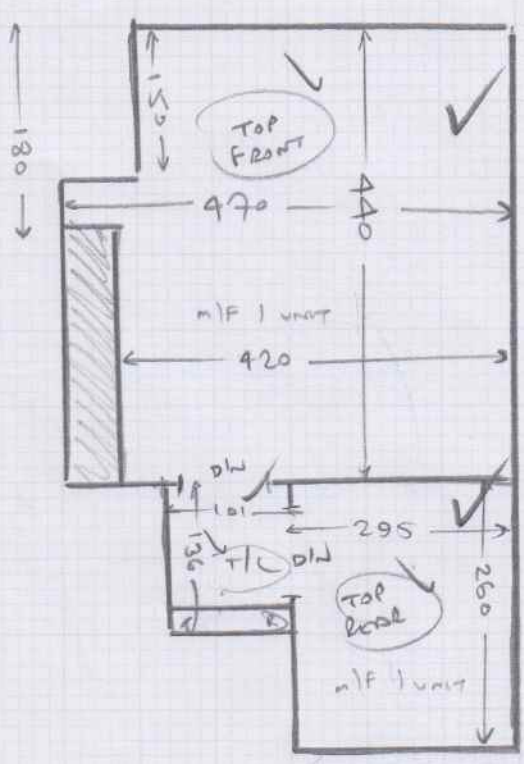 180
150
TOP
FRONT
470
440
m/F 1 UNIT
420
D/W
101
295
136
T/L D/W
TOP
REAR
260
m/F 1 UNIT